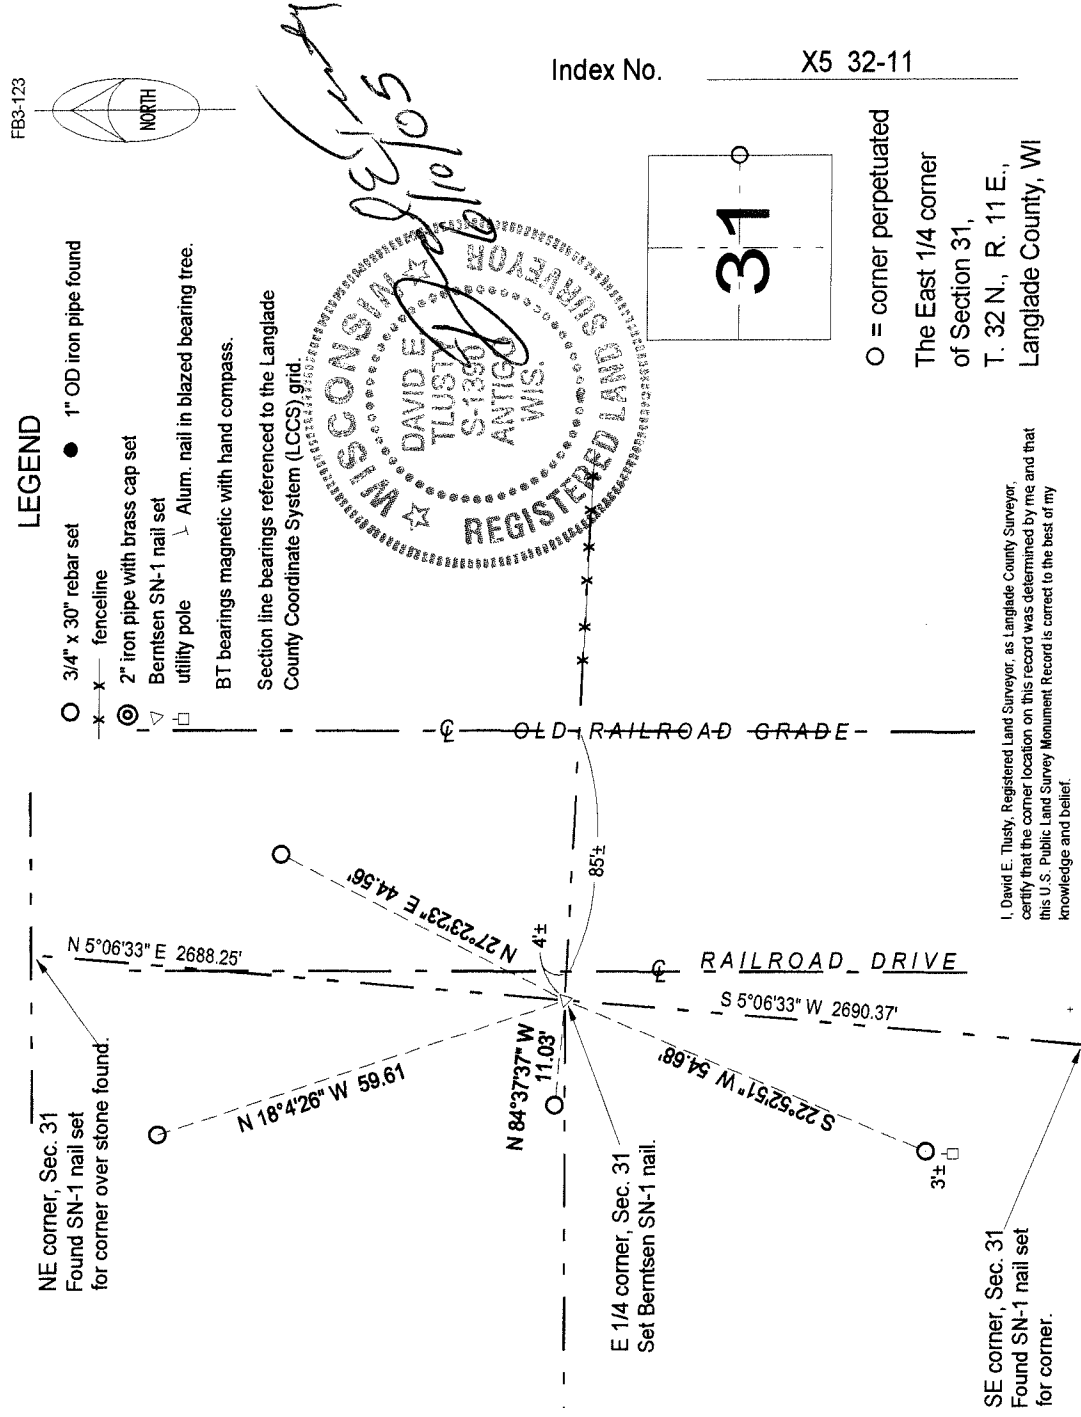 FB3-123
NORTH
Index No. X5 32-11
LEGEND
3/4" x 30" rebar set
1" OD iron pipe found
fenceline
2" iron pipe with brass cap set
Berntsen SN-1 nail set
utility pole
Alum. nail in blazed bearing tree.
BT bearings magnetic with hand compass.
Section line bearings referenced to the Langlade
County Coordinate System (LCCS) grid.
WISCONSIN
DAVID E
TLUSTY
S-1390
ANTIGO
WIS.
REGISTERED LAND SURVEYOR
6/10/05
31
O = corner perpetuated
The East 1/4 corner
of Section 31,
T. 32 N., R. 11 E.,
Langlade County, WI
NE corner, Sec. 31
Found SN-1 nail set
for corner over stone found.
N 5°06'33" E 2688.25'
N 27°23'23" E 44.56'
N 18°4'26" W 59.61
N 84°37'37" W
11.03'
4'±
85'±
℄ OLD RAILROAD GRADE
℄ RAILROAD DRIVE
S 5°06'33" W 2690.37'
S 22°52'51" W 54.68'
3'±
E 1/4 corner, Sec. 31
Set Berntsen SN-1 nail.
SE corner, Sec. 31
Found SN-1 nail set
for corner.
I, David E. Tlusty, Registered Land Surveyor, as Langlade County Surveyor,
certify that the corner location on this record was determined by me and that
this U.S. Public Land Survey Monument Record is correct to the best of my
knowledge and belief.